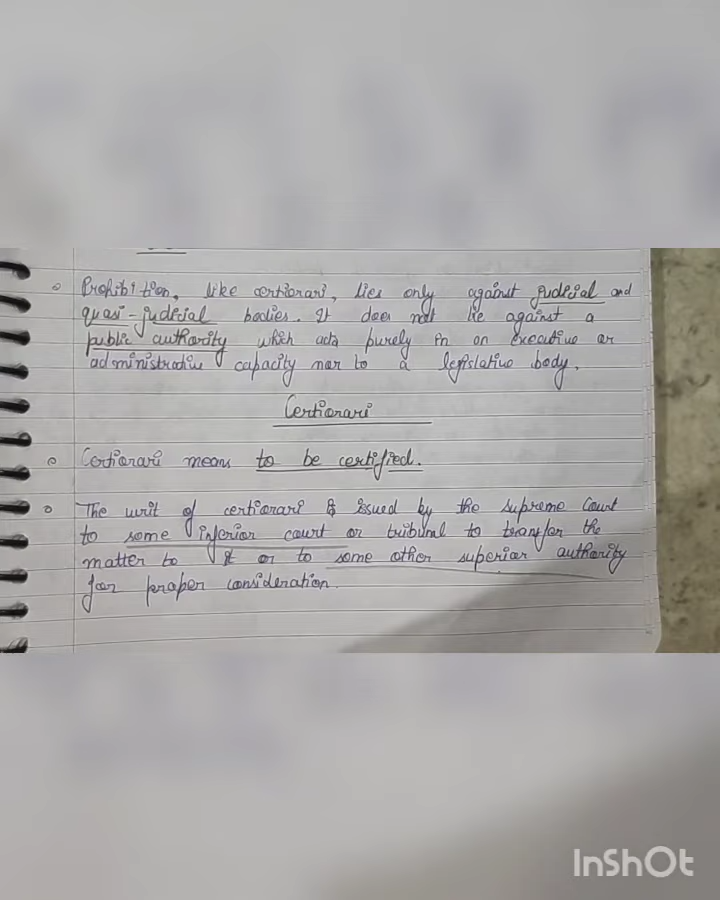 Prohibition, like certiorari, lies only against judicial and
quasi-judicial bodies. It does not lie against a
public authority which acts purely in an executive or
administrative capacity nor to a legislative body.
Certiorari
Certiorari means to be certified.
The writ of certiorari is issued by the Supreme Court
to some inferior court or tribunal to transfer the
matter to it or to some other superior authority
for proper consideration.
InShOt